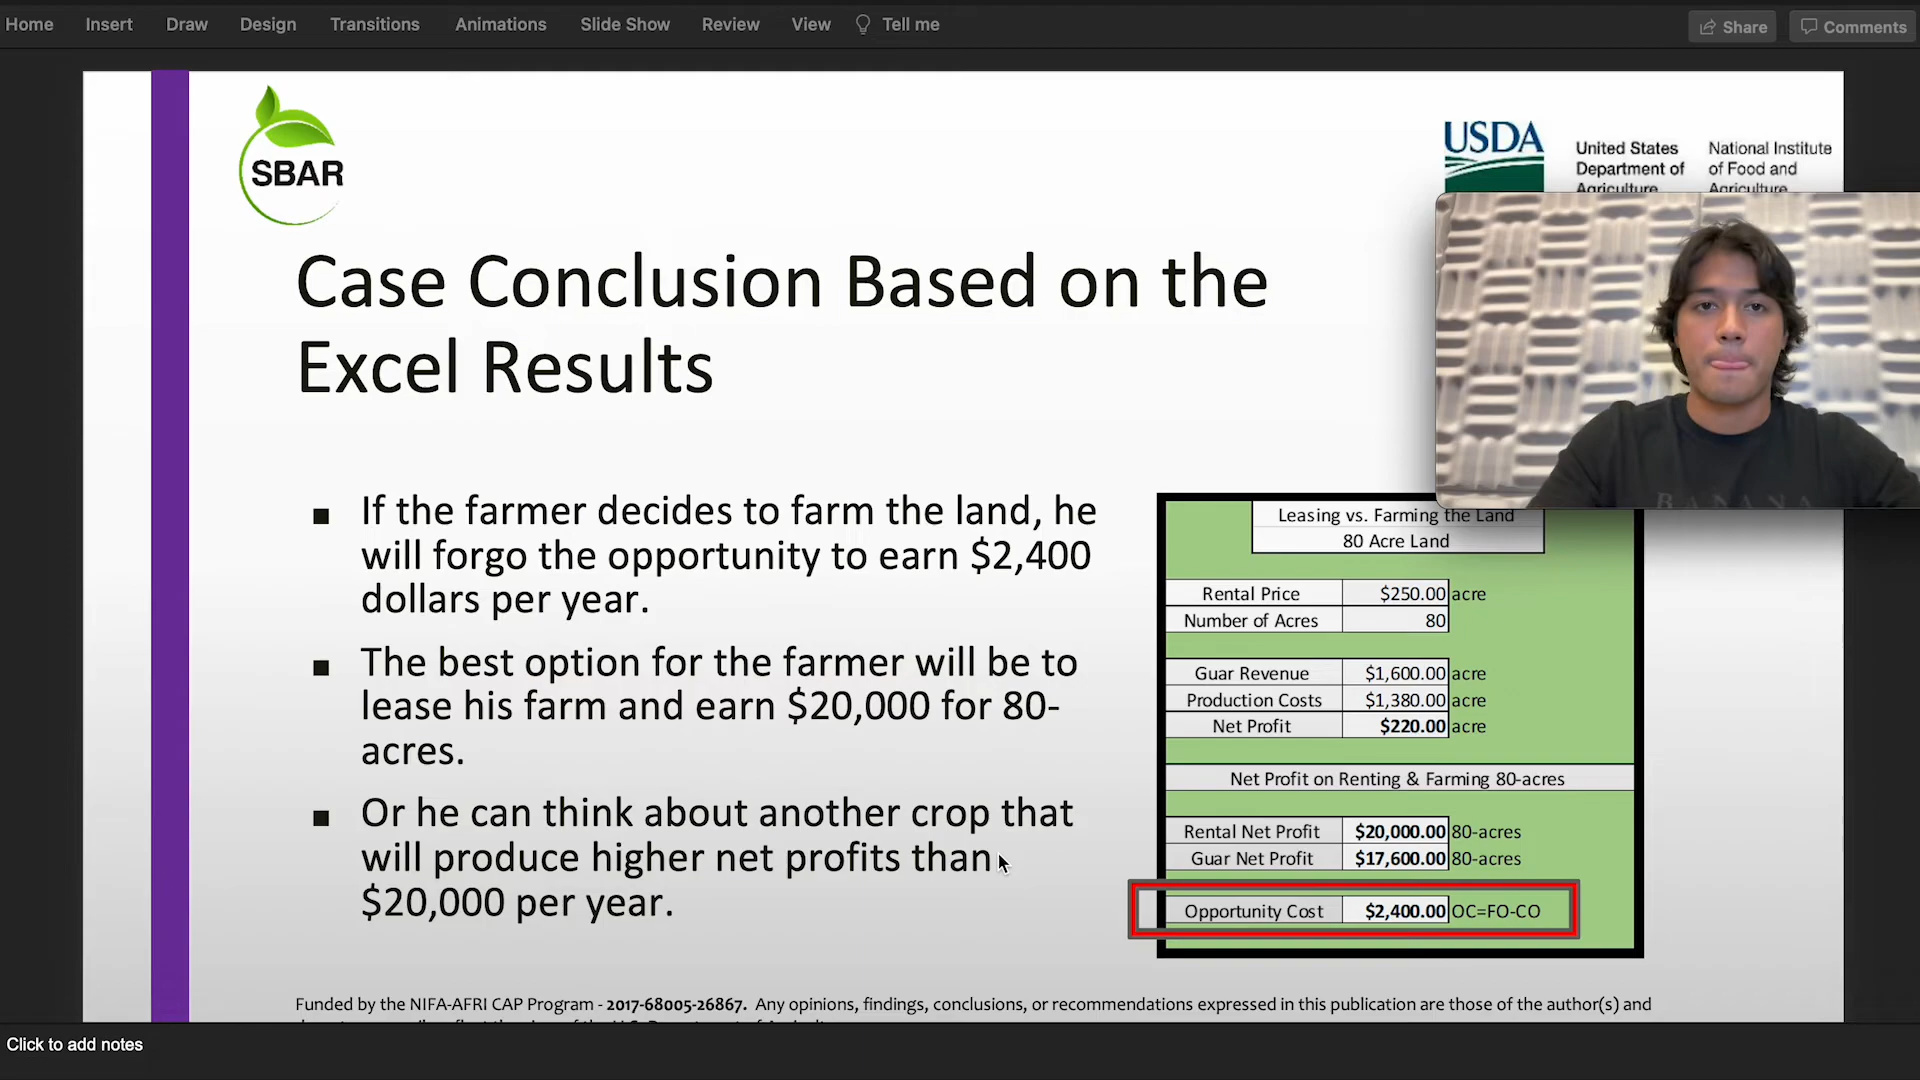 Home Insert Draw Design Transitions Animations Slide Show Review View Tell me Share Comments
SBAR
USDA
United States
Department of
Agriculture
National Institute
of Food and
Agriculture
Case Conclusion Based on the
Excel Results
If the farmer decides to farm the land, he
will forgo the opportunity to earn $2,400
dollars per year.
The best option for the farmer will be to
lease his farm and earn $20,000 for 80-
acres.
Or he can think about another crop that
will produce higher net profits than
$20,000 per year.
Leasing vs. Farming the Land
80 Acre Land
Rental Price $250.00 acre
Number of Acres 80
Guar Revenue $1,600.00 acre
Production Costs $1,380.00 acre
Net Profit $220.00 acre
Net Profit on Renting & Farming 80-acres
Rental Net Profit $20,000.00 80-acres
Guar Net Profit $17,600.00 80-acres
Opportunity Cost $2,400.00 OC=FO-CO
Funded by the NIFA-AFRI CAP Program - 2017-68005-26867. Any opinions, findings, conclusions, or recommendations expressed in this publication are those of the author(s) and
Click to add notes